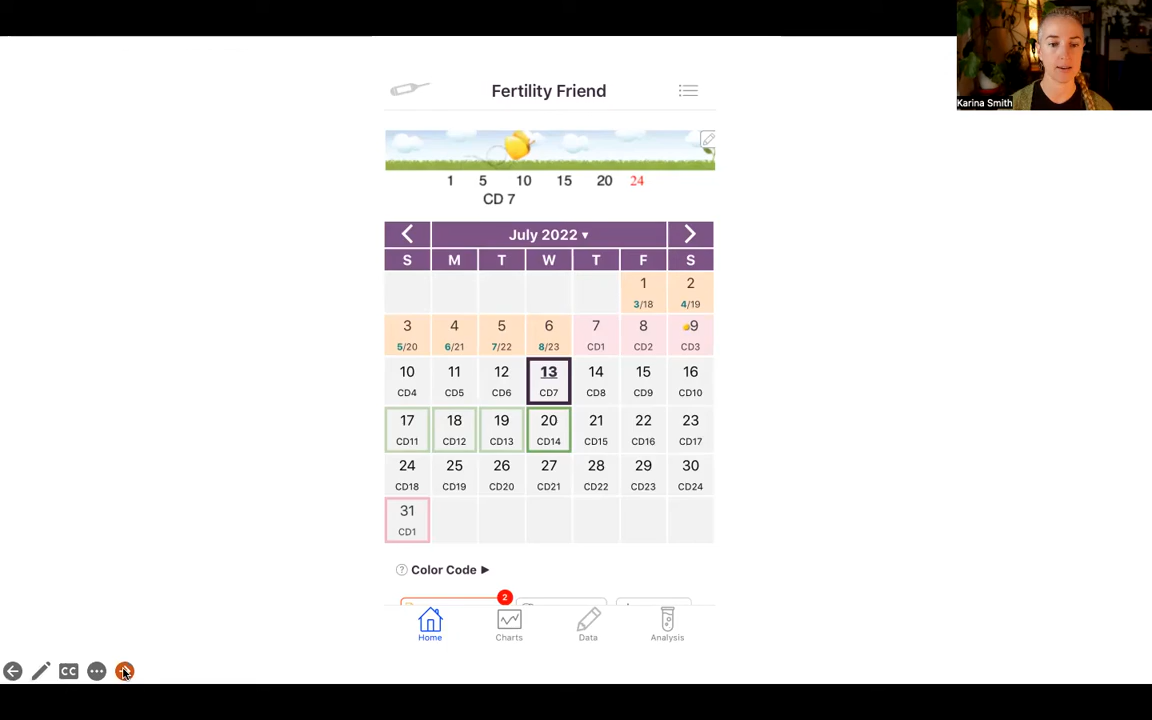 Fertility Friend
Karina Smith
1 5 10 15 20 24
CD 7
July 2022 ▾
S M T W T F S
1 2
3/18 4/19
3 4 5 6 7 8 9
5/20 6/21 7/22 8/23 CD1 CD2 CD3
10 11 12 13 14 15 16
CD4 CD5 CD6 CD7 CD8 CD9 CD10
17 18 19 20 21 22 23
CD11 CD12 CD13 CD14 CD15 CD16 CD17
24 25 26 27 28 29 30
CD18 CD19 CD20 CD21 CD22 CD23 CD24
31
CD1
? Color Code ▶
2
Home Charts Data Analysis
CC